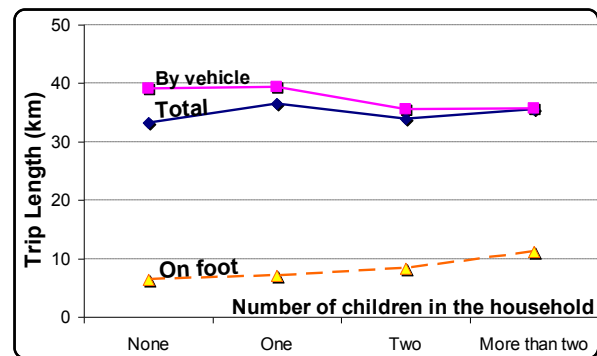 50
40
30
20
10
0
Trip Length (km)
By vehicle
Total
On foot
Number of children in the household
None One Two More than two